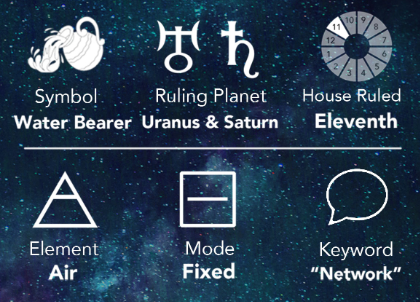 11 10 9 8 7 6 5 4 3 2 1 12
Symbol Ruling Planet House Ruled
Water Bearer Uranus & Saturn Eleventh
Element Mode Keyword
Air Fixed “Network”